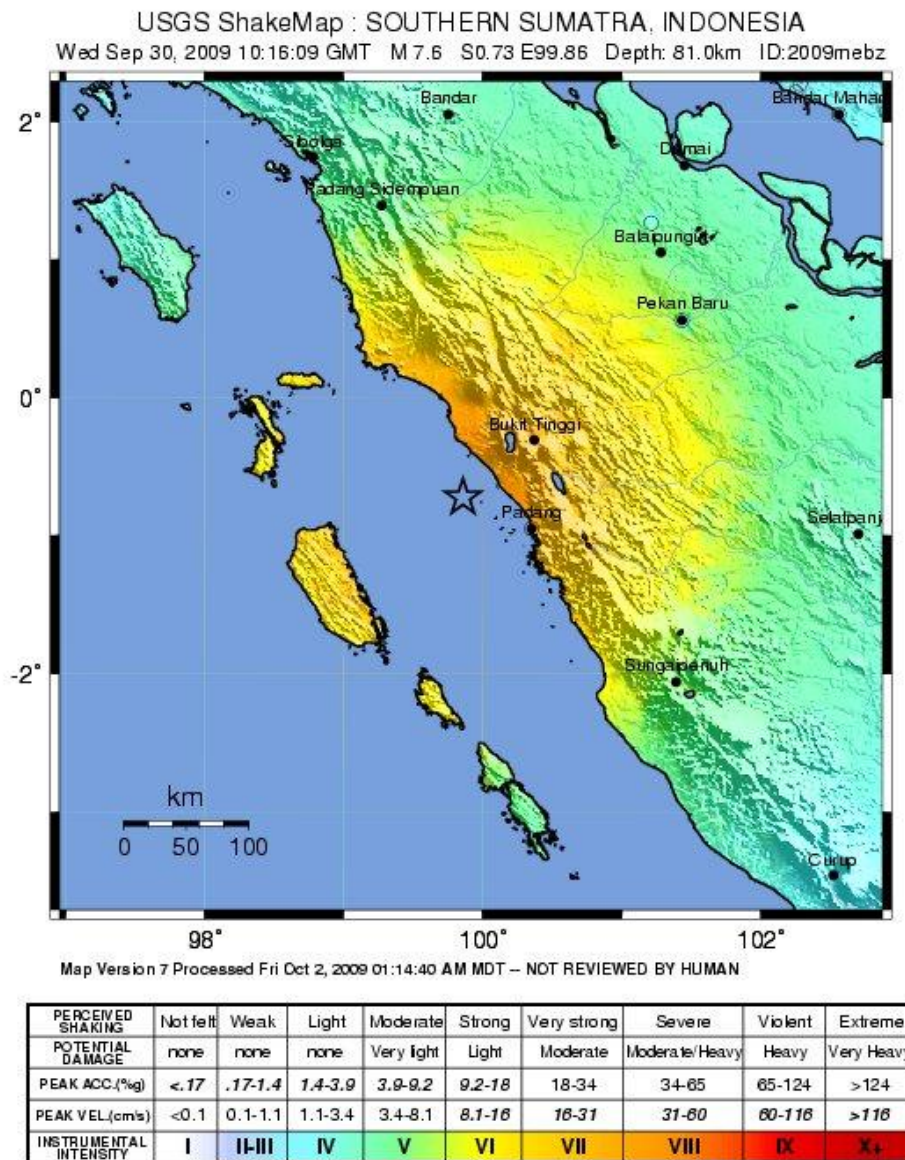 USGS ShakeMap : SOUTHERN SUMATRA, INDONESIA
Wed Sep 30, 2009 10:16:09 GMT M 7.6 S0.73 E99.86 Depth: 81.0km ID:2009mebz
Bandar
Bandar Mahar
2°
Sibolga
Dumai
Padang Sidempuan
Balaipungut
Pekan Baru
0°
Bukit Tinggi
Padang
Selatpanj
-2°
Sungaipenuh
km
0 50 100
Curup
98° 100° 102°
Map Version 7 Processed Fri Oct 2, 2009 01:14:40 AM MDT -- NOT REVIEWED BY HUMAN
PERCEIVED SHAKING Not felt Weak Light Moderate Strong Very strong Severe Violent Extreme
POTENTIAL DAMAGE none none none Very light Light Moderate Moderate/Heavy Heavy Very Heavy
PEAK ACC.(%g) <.17 .17-1.4 1.4-3.9 3.9-9.2 9.2-18 18-34 34-65 65-124 >124
PEAK VEL.(cm/s) <0.1 0.1-1.1 1.1-3.4 3.4-8.1 8.1-16 16-31 31-60 60-116 >116
INSTRUMENTAL INTENSITY I II-III IV V VI VII VIII IX X+